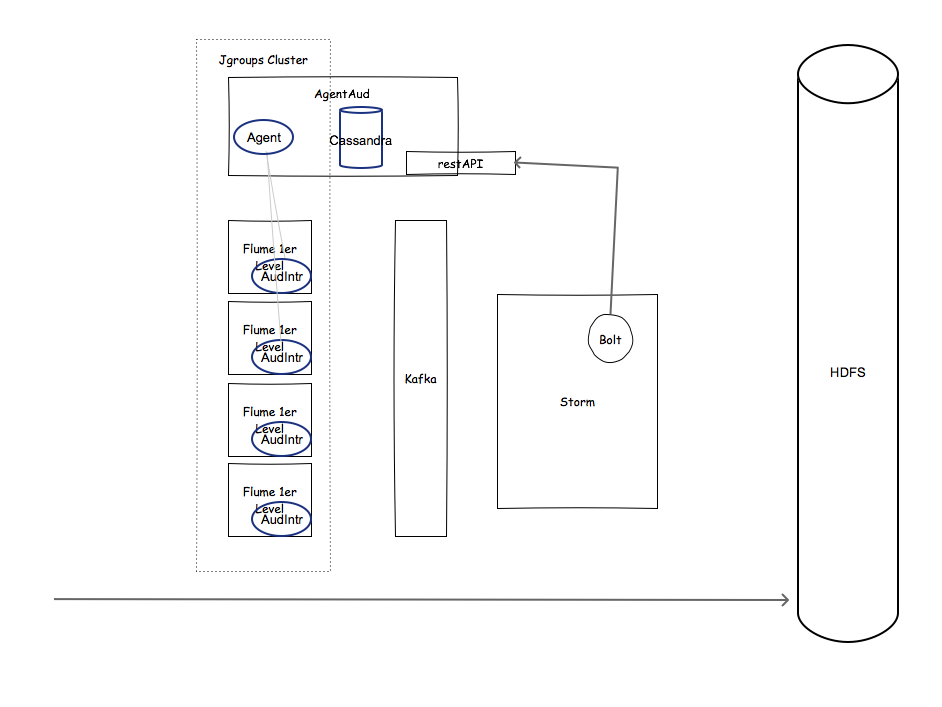 Jgroups Cluster
AgentAud
Agent
Cassandra
restAPI
Flume 1er
Level
AudIntr
Flume 1er
Level
AudIntr
Flume 1er
Level
AudIntr
Flume 1er
Level
AudIntr
Kafka
Bolt
Storm
HDFS